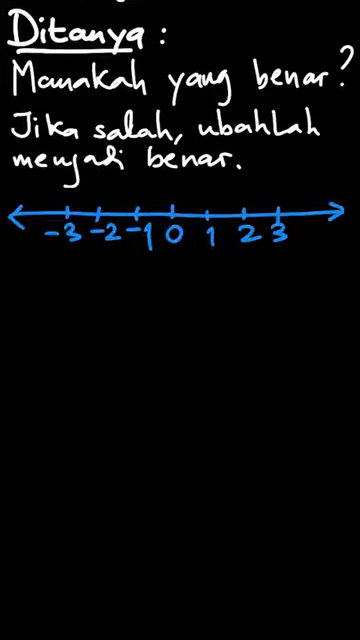 Ditanya :
Manakah yang benar?
Jika salah, ubahlah
menjadi benar.
-3 -2 -1 0 1 2 3